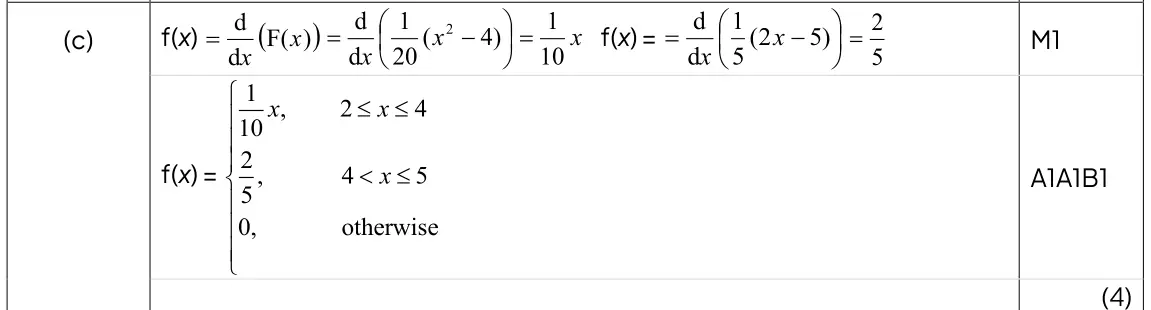 (c) f(x) = d/dx (F(x)) = d/dx (1/20 (x² − 4)) = 1/10 x f(x) = = d/dx (1/5 (2x − 5)) = 2/5 M1
f(x) = { 1/10 x, 2 ≤ x ≤ 4
2/5, 4 < x ≤ 5
A1A1B1
0, otherwise
(4)